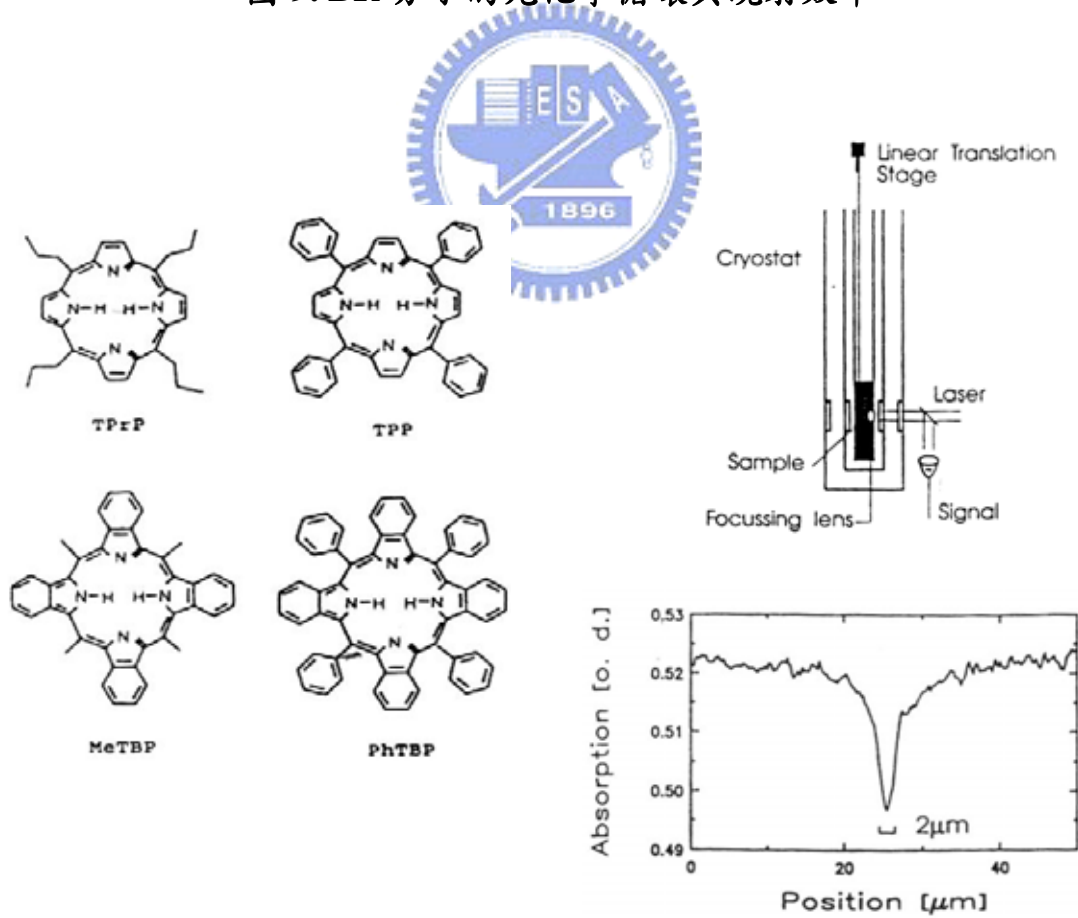 E S A
1896
Linear Translation
Stage
Cryostat
Laser
Sample
Focussing lens
Signal
N
N-H H-N
N
TPrP
N
N-H H-N
N
TPP
N
N-H H-N
N
MeTBP
N
N-H H-N
N
PhTBP
Absorption [o. d.]
0.53
0.52
0.51
0.50
0.49
2μm
0
20
40
Position [μm]